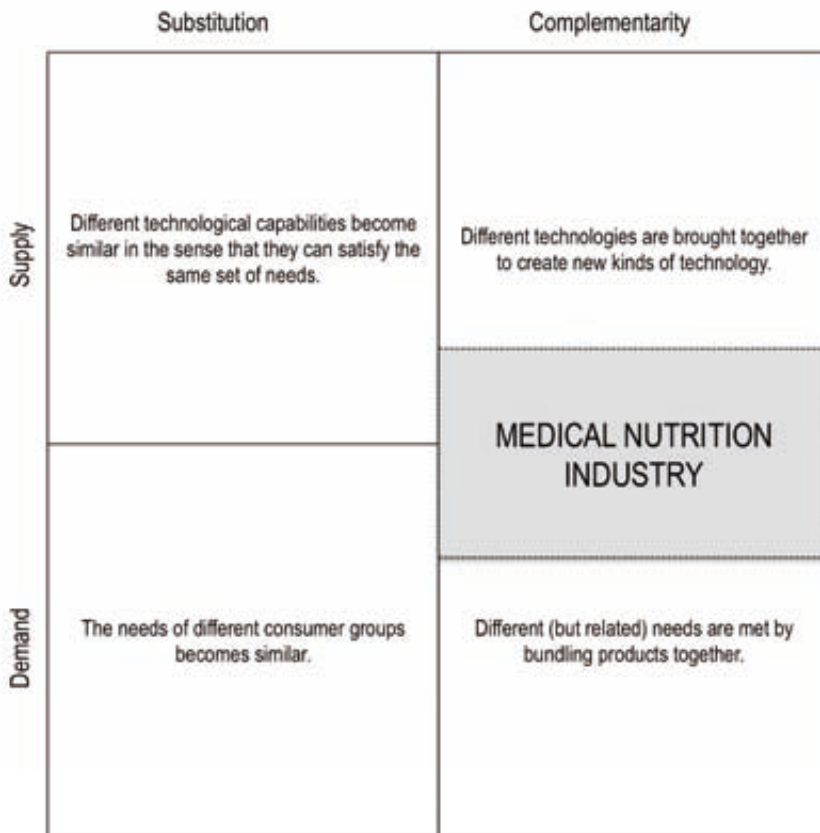 Substitution
Complementarity
Supply
Different technological capabilities become
similar in the sense that they can satisfy the
same set of needs.
Different technologies are brought together
to create new kinds of technology.
MEDICAL NUTRITION
INDUSTRY
Demand
The needs of different consumer groups
becomes similar.
Different (but related) needs are met by
bundling products together.